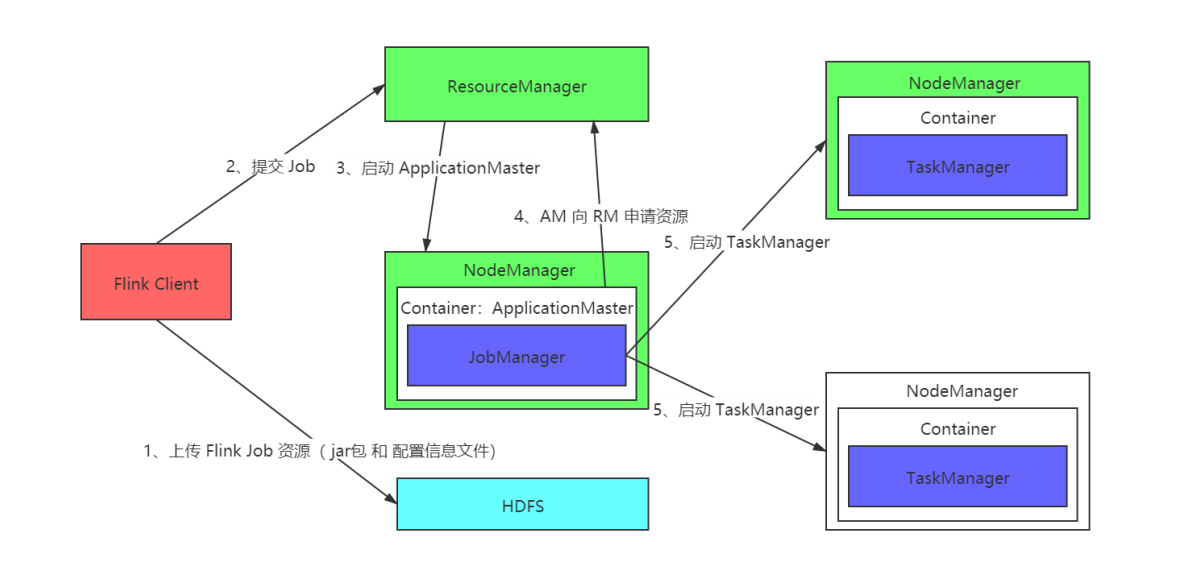 ResourceManager
NodeManager
Container
TaskManager
2、提交 Job
3、启动 ApplicationMaster
4、AM 向 RM 申请资源
5、启动 TaskManager
Flink Client
NodeManager
Container：ApplicationMaster
JobManager
5、启动 TaskManager
NodeManager
Container
TaskManager
1、上传 Flink Job 资源（ jar包 和 配置信息文件）
HDFS